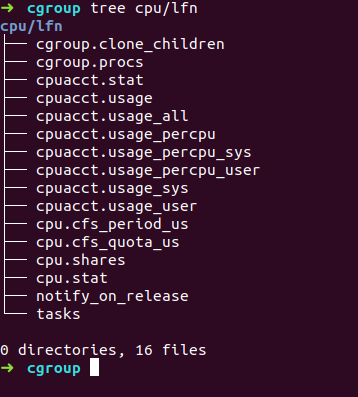 ➜ cgroup tree cpu/lfn
cpu/lfn
├── cgroup.clone_children
├── cgroup.procs
├── cpuacct.stat
├── cpuacct.usage
├── cpuacct.usage_all
├── cpuacct.usage_percpu
├── cpuacct.usage_percpu_sys
├── cpuacct.usage_percpu_user
├── cpuacct.usage_sys
├── cpuacct.usage_user
├── cpu.cfs_period_us
├── cpu.cfs_quota_us
├── cpu.shares
├── cpu.stat
├── notify_on_release
└── tasks
0 directories, 16 files
➜ cgroup